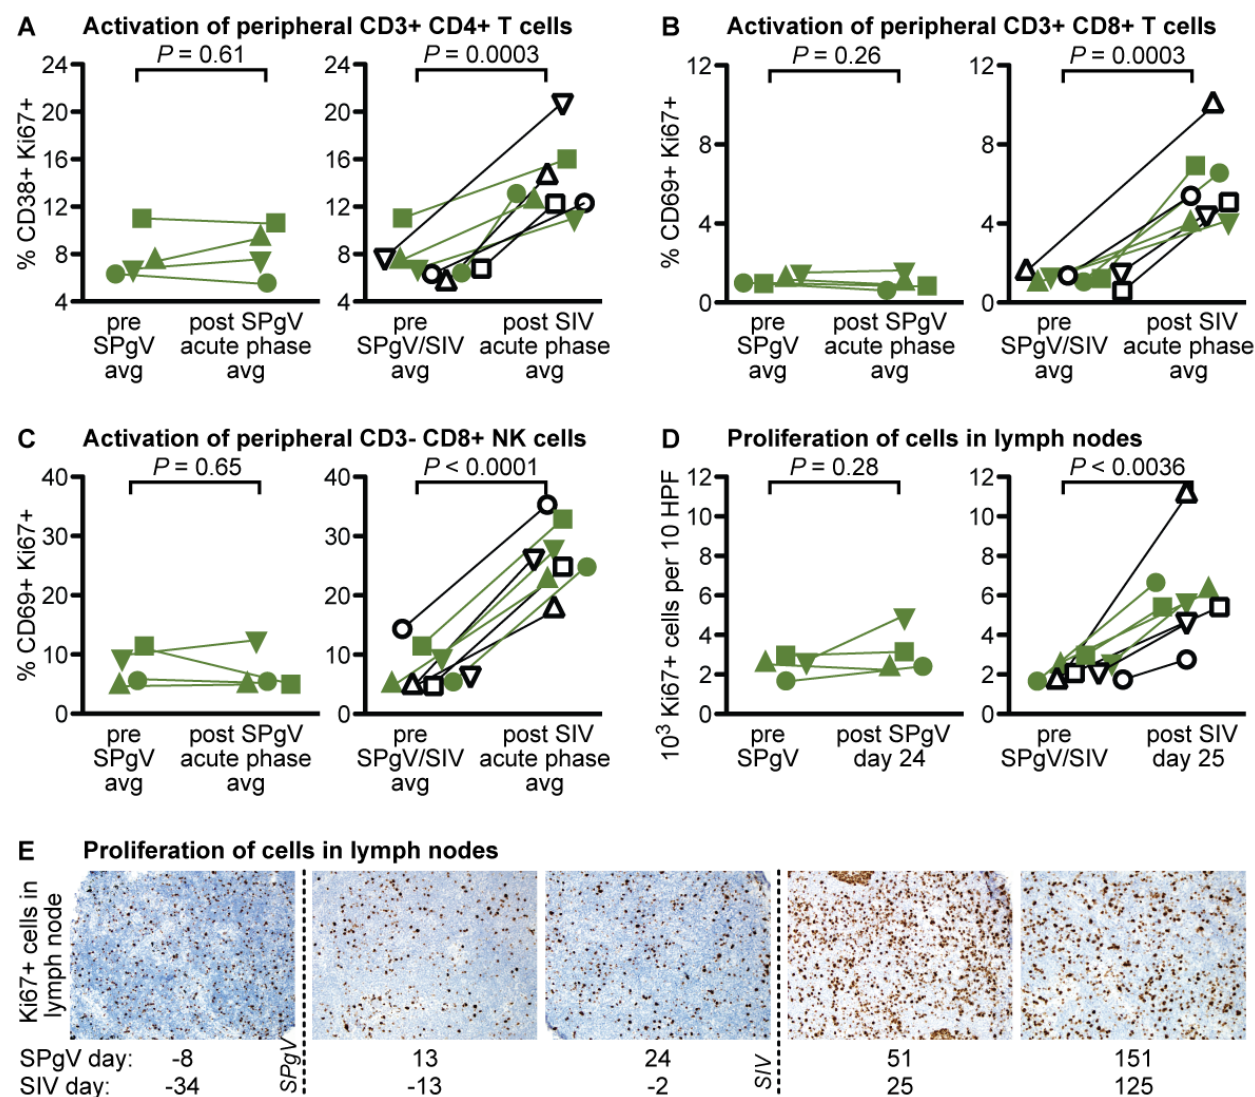 A Activation of peripheral CD3+ CD4+ T cells
P = 0.61
P = 0.0003
% CD38+ Ki67+
24
20
16
12
8
4
24
20
16
12
8
4
pre
SPgV
avg
post SPgV
acute phase
avg
pre
SPgV/SIV
avg
post SIV
acute phase
avg
B Activation of peripheral CD3+ CD8+ T cells
P = 0.26
P = 0.0003
% CD69+ Ki67+
12
8
4
0
12
8
4
0
pre
SPgV
avg
post SPgV
acute phase
avg
pre
SPgV/SIV
avg
post SIV
acute phase
avg
C Activation of peripheral CD3- CD8+ NK cells
P = 0.65
P < 0.0001
% CD69+ Ki67+
40
30
20
10
0
40
30
20
10
0
pre
SPgV
avg
post SPgV
acute phase
avg
pre
SPgV/SIV
avg
post SIV
acute phase
avg
D Proliferation of cells in lymph nodes
P = 0.28
P < 0.0036
10³ Ki67+ cells per 10 HPF
12
10
8
6
4
2
0
12
10
8
6
4
2
0
pre
SPgV
post SPgV
day 24
pre
SPgV/SIV
post SIV
day 25
E Proliferation of cells in lymph nodes
Ki67+ cells in
lymph node
SPgV
SIV
SPgV day: -8 13 24 51 151
SIV day: -34 -13 -2 25 125